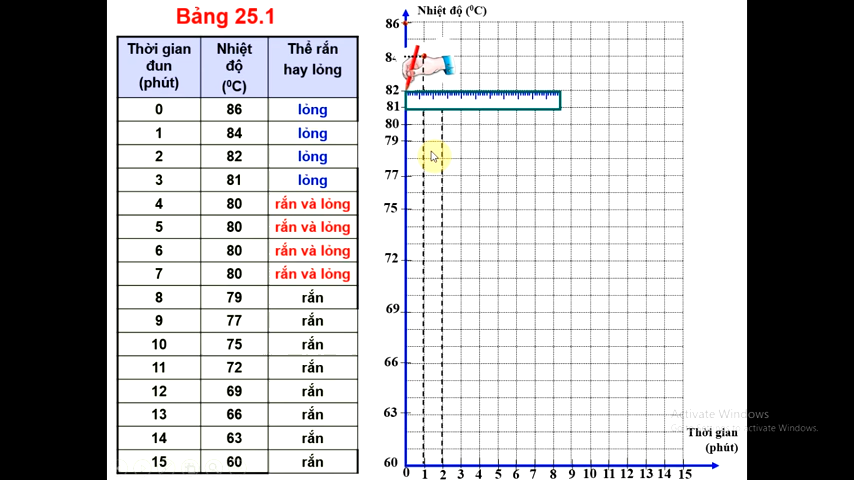 Bảng 25.1
Thời gian đun (phút) Nhiệt độ (⁰C) Thể rắn hay lỏng
0 86 lỏng
1 84 lỏng
2 82 lỏng
3 81 lỏng
4 80 rắn và lỏng
5 80 rắn và lỏng
6 80 rắn và lỏng
7 80 rắn và lỏng
8 79 rắn
9 77 rắn
10 75 rắn
11 72 rắn
12 69 rắn
13 66 rắn
14 63 rắn
15 60 rắn
Nhiệt độ (⁰C)
86
84
82
81
80
79
77
75
72
69
66
63
60
0 1 2 3 4 5 6 7 8 9 10 11 12 13 14 15
Thời gian
(phút)
Activate Windows
activate Windows.